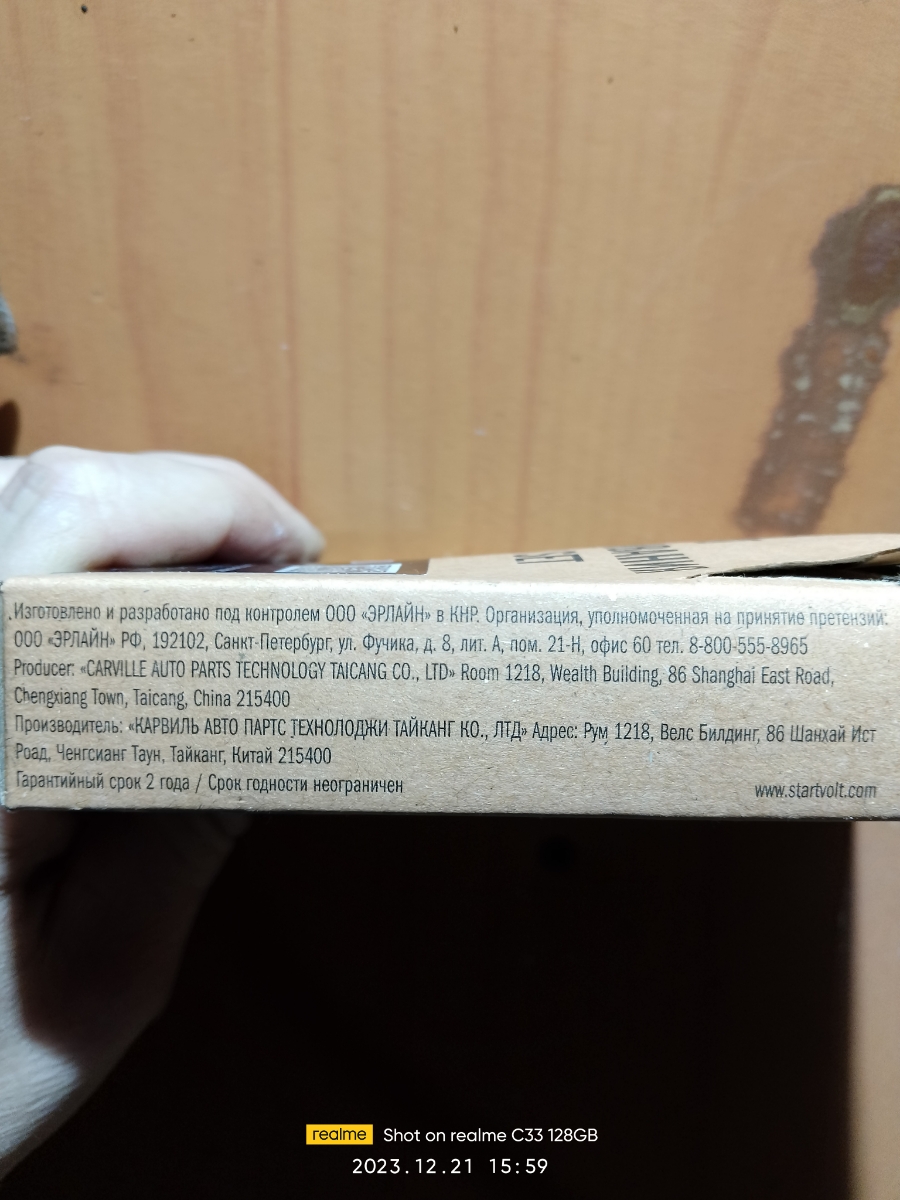 SET
Изготовлено и разработано под контролем ООО «ЭРЛАЙН» в КНР. Организация, уполномоченная на принятие претензий:
ООО «ЭРЛАЙН» РФ, 192102, Санкт-Петербург, ул. Фучика, д. 8, лит. А, пом. 21-Н, офис 60 тел. 8-800-555-8965
Producer: «CARVILLE AUTO PARTS TECHNOLOGY TAICANG CO., LTD» Room 1218, Wealth Building, 86 Shanghai East Road,
Chengxiang Town, Taicang, China 215400
Производитель: «КАРВИЛЬ АВТО ПАРТС ТЕХНОЛОДЖИ ТАЙКАНГ КО., ЛТД» Адрес: Рум 1218, Велс Билдинг, 86 Шанхай Ист
Роад, Ченгсианг Таун, Тайканг, Китай 215400
Гарантийный срок 2 года / Срок годности неограничен
www.startvolt.com
realme Shot on realme C33 128GB
2023.12.21 15:59